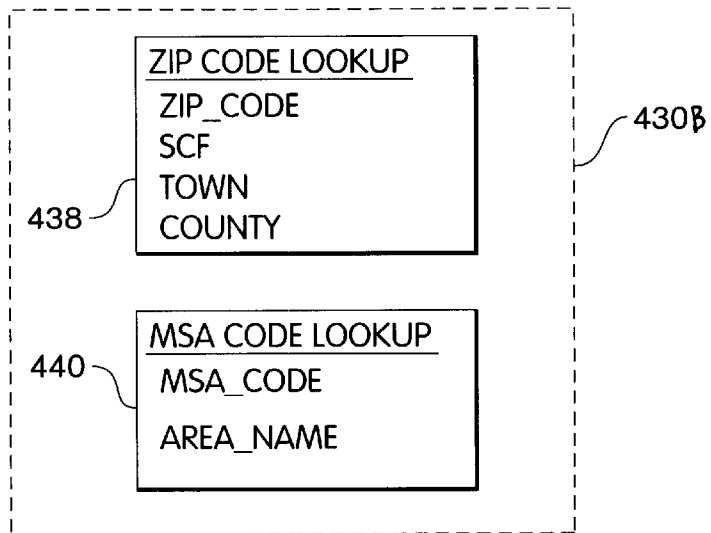 ZIP CODE LOOKUP
ZIP_CODE
SCF
TOWN
COUNTY
438
430B
MSA CODE LOOKUP
MSA_CODE
AREA_NAME
440